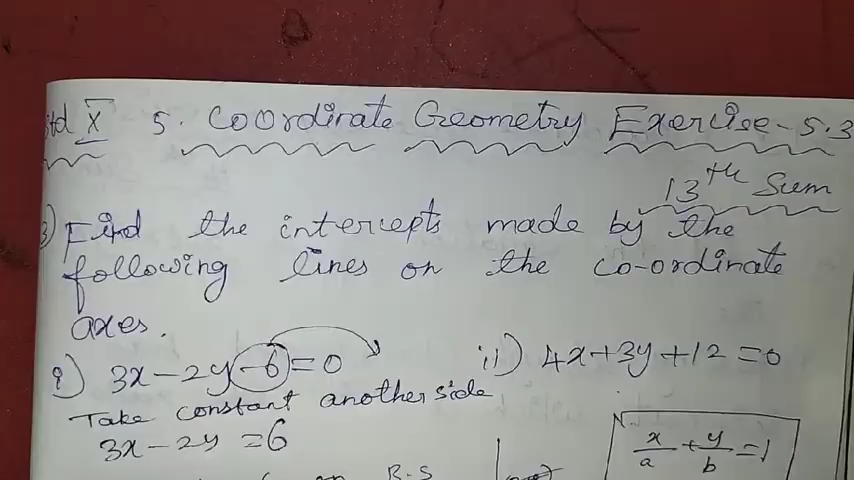 Std X 5. Coordinate Geometry Exercise-5.3
13th Sum
3) Find the intercepts made by the
following lines on the co-ordinate
axes.
i) 3x-2y-6=0 ii) 4x+3y+12=0
Take constant another side
3x-2y=6
x/a+y/b=1
R.S